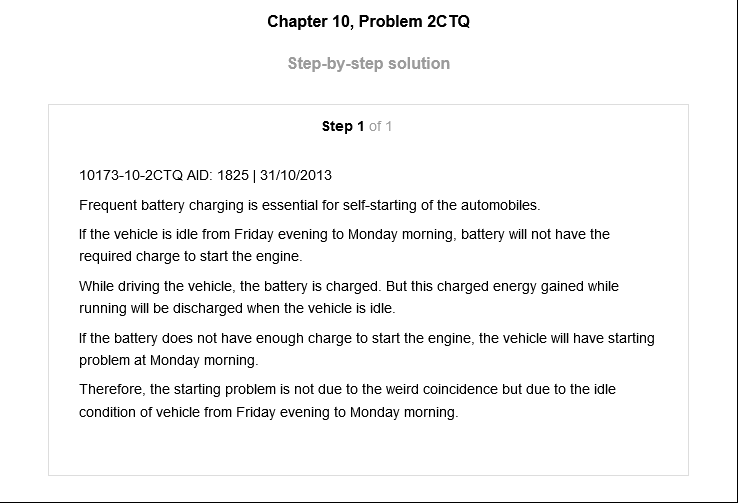 Chapter 10, Problem 2CTQ
Step-by-step solution
Step 1 of 1
10173-10-2CTQ AID: 1825 | 31/10/2013
Frequent battery charging is essential for self-starting of the automobiles.
If the vehicle is idle from Friday evening to Monday morning, battery will not have the
required charge to start the engine.
While driving the vehicle, the battery is charged. But this charged energy gained while
running will be discharged when the vehicle is idle.
If the battery does not have enough charge to start the engine, the vehicle will have starting
problem at Monday morning.
Therefore, the starting problem is not due to the weird coincidence but due to the idle
condition of vehicle from Friday evening to Monday morning.